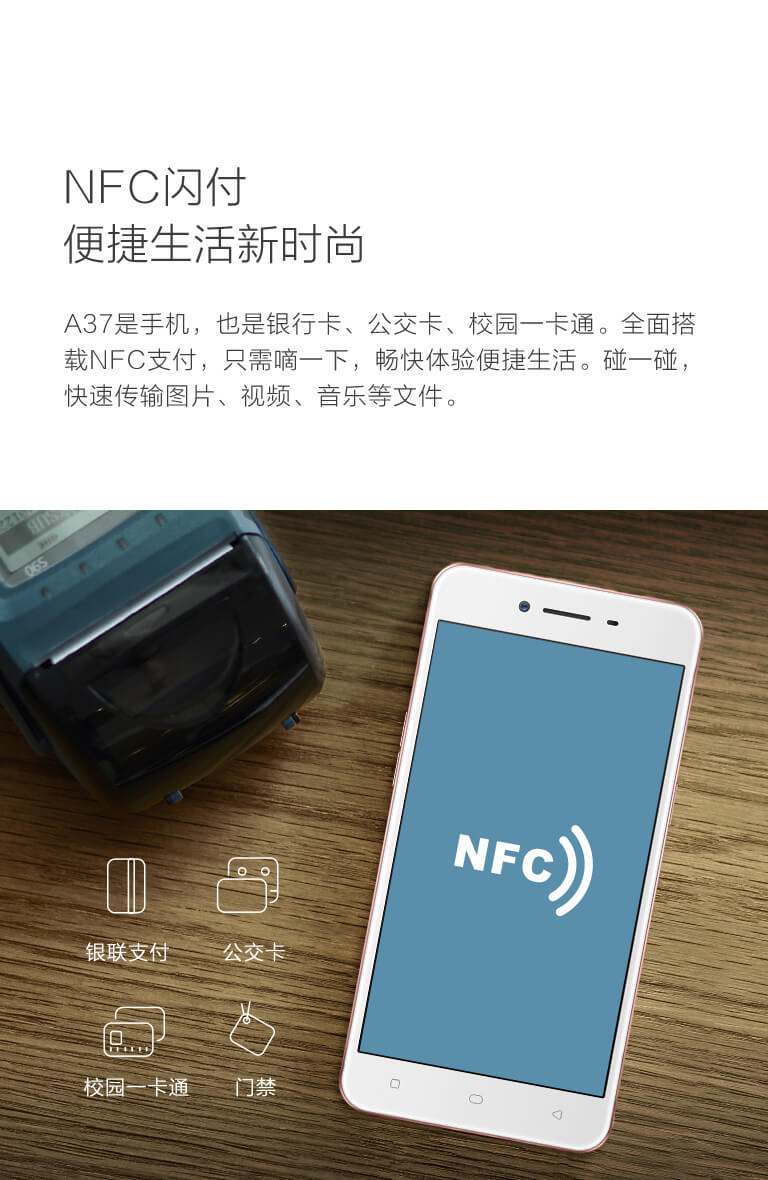 NFC闪付
便捷生活新时尚
A37是手机，也是银行卡、公交卡、校园一卡通。全面搭
载NFC支付，只需嘀一下，畅快体验便捷生活。碰一碰，
快速传输图片、视频、音乐等文件。
S90
NFC
银联支付
公交卡
校园一卡通
门禁